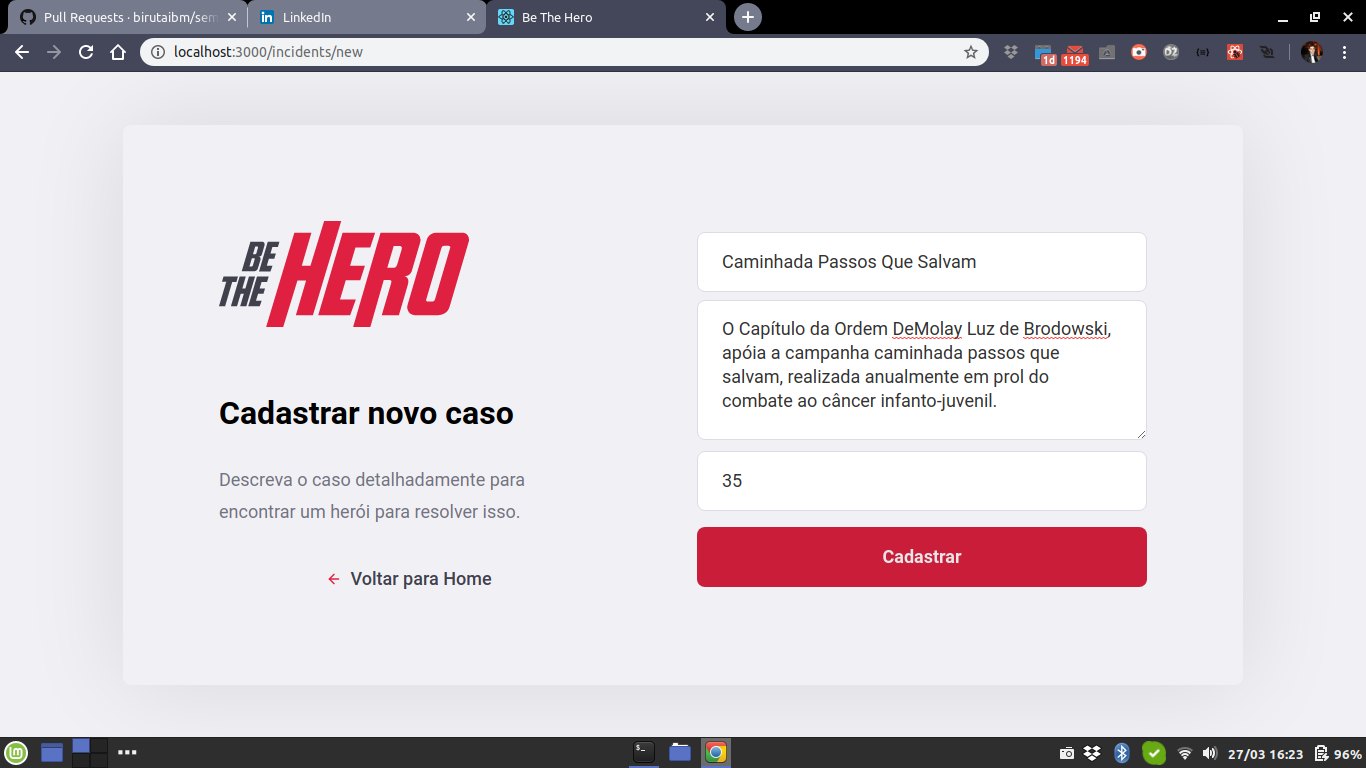 Pull Requests · birutaibm/sem
LinkedIn
Be The Hero
localhost:3000/incidents/new
1d
1194
BE
THE
HERO
Caminhada Passos Que Salvam
O Capítulo da Ordem DeMolay Luz de Brodowski,
apóia a campanha caminhada passos que
salvam, realizada anualmente em prol do
combate ao câncer infanto-juvenil.
Cadastrar novo caso
Descreva o caso detalhadamente para
encontrar um herói para resolver isso.
35
Cadastrar
Voltar para Home
27/03 16:23
96%